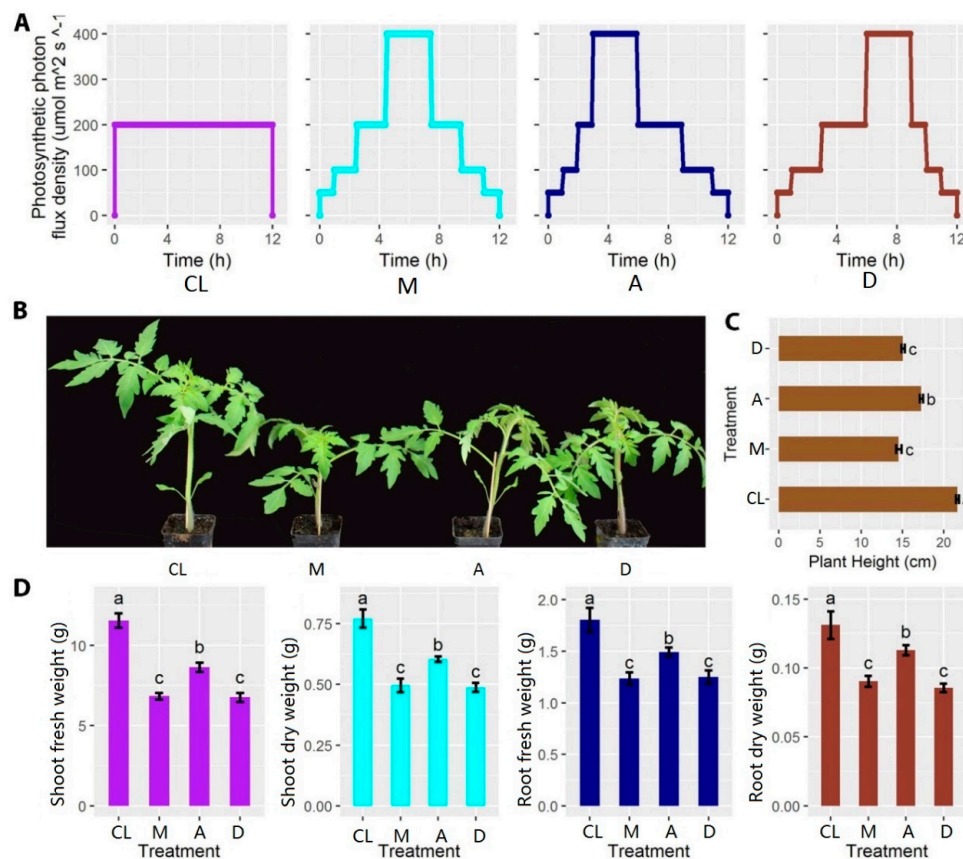 A
Photosynthetic photon
flux density (umol m^2 s ^-1
400
300
200
100
0
0 4 8 12
Time (h)
CL
0 4 8 12
Time (h)
M
0 4 8 12
Time (h)
A
0 4 8 12
Time (h)
D
B
CL M A D
C
Treatment
D
c
A
b
M
c
CL
0 5 10 15 20
Plant Height (cm)
D
Shoot fresh weight (g)
10
5
0
a
c
b
c
CL M A D
Treatment
Shoot dry weight (g)
0.75
0.50
0.25
0.00
a
c
b
c
CL M A D
Treatment
Root fresh weight (g)
2.0
1.5
1.0
0.5
0.0
a
c
b
c
CL M A D
Treatment
Root dry weight (g)
0.15
0.10
0.05
0.00
a
c
b
c
CL M A D
Treatment